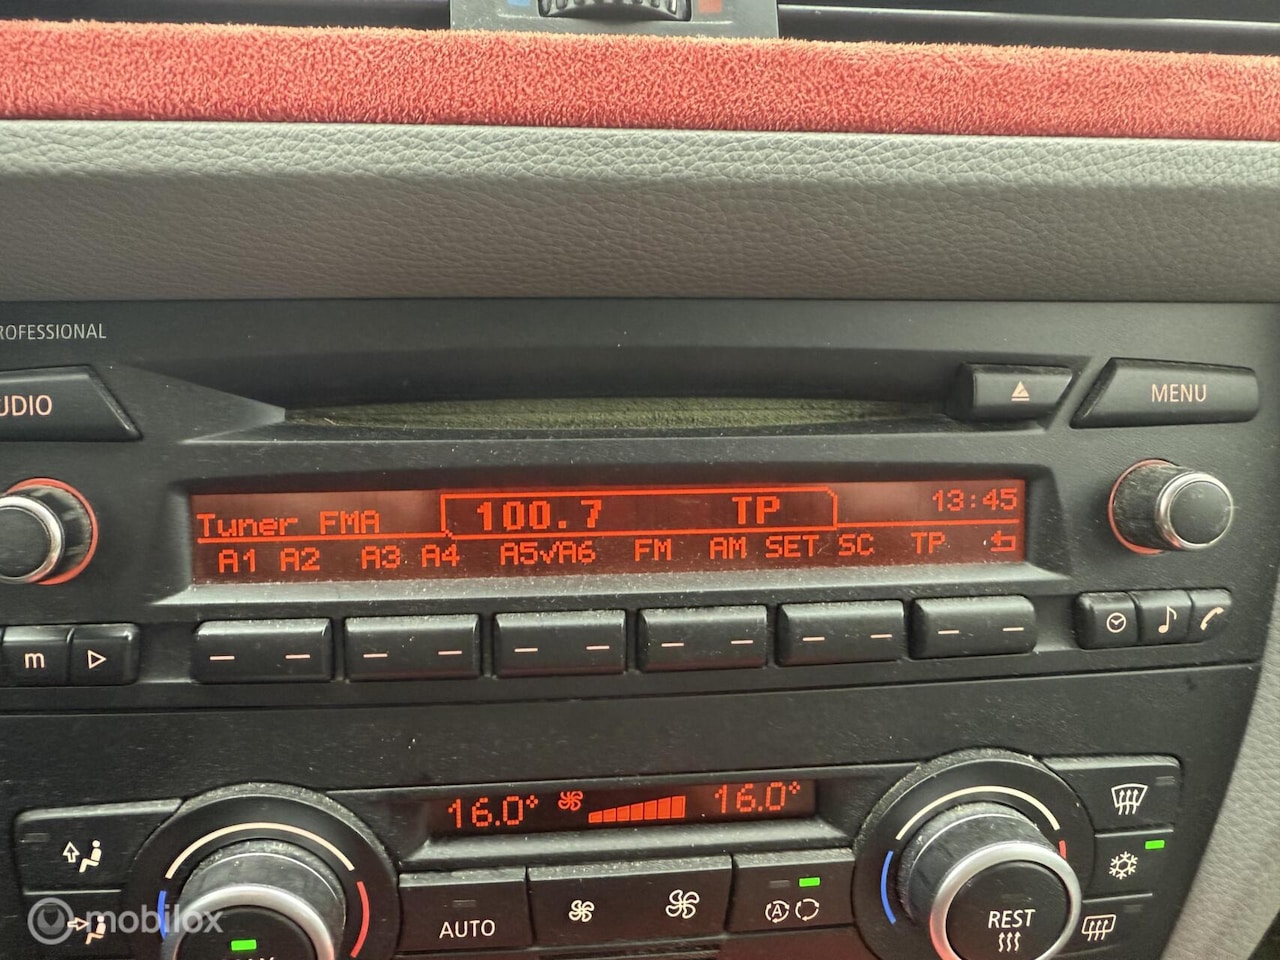 ROFESSIONAL
UDIO
MENU
Tuner FMA 100.7 TP 13:45
A1 A2 A3 A4 A5vA6 FM AM SET SC TP
m
16.0° 16.0°
AUTO
A
REST
mobilox